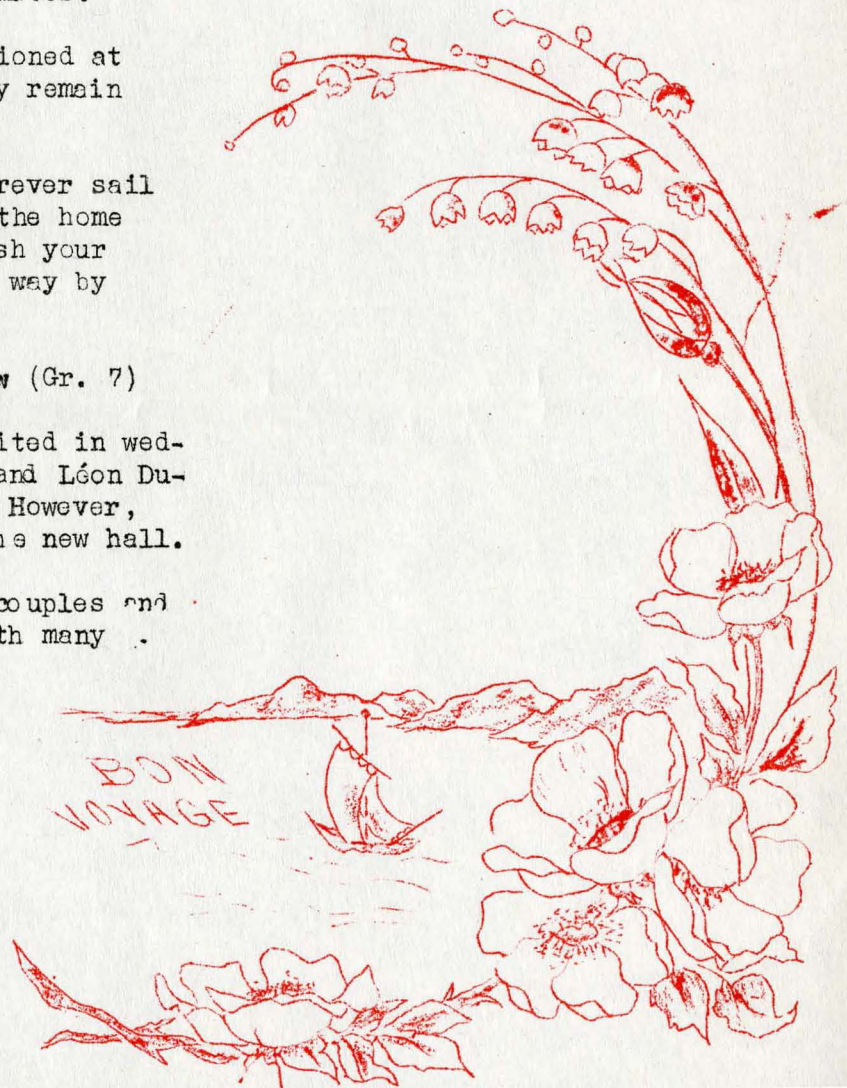 ioned at
y remain
rever sail
the home
sh your
way by
w (Gr. 7)
ited in wed-
and Léon Du-
However,
he new hall.
couples and
th many .
BON
VOYAGE